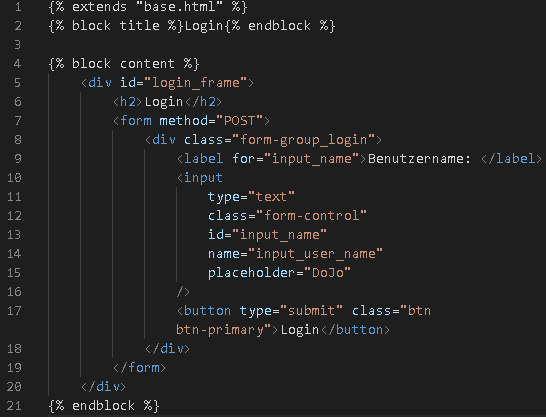 1 {% extends "base.html" %}
2 {% block title %}Login{% endblock %}
3
4 {% block content %}
5 <div id="login_frame">
6 <h2>Login</h2>
7 <form method="POST">
8 <div class="form-group_login">
9 <label for="input_name">Benutzername: </label>
10 <input
11 type="text"
12 class="form-control"
13 id="input_name"
14 name="input_user_name"
15 placeholder="DoJo"
16 />
17 <button type="submit" class="btn
btn-primary">Login</button>
18 </div>
19 </form>
20 </div>
21 {% endblock %}